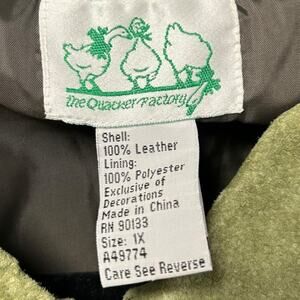 the Quacker Factory
Shell:
100% Leather
Lining:
100% Polyester
Exclusive of
Decorations
Made in China
RN 90133
Size: 1X
A49774
Care See Reverse